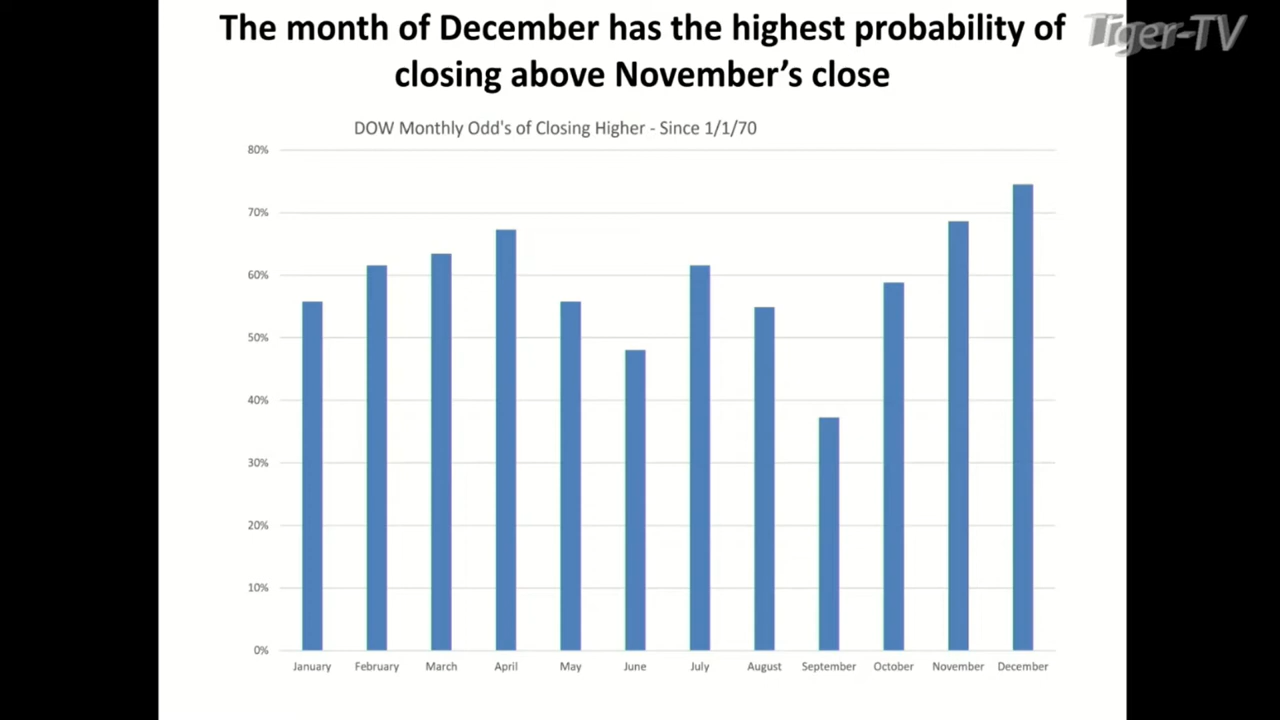 The month of December has the highest probability of
closing above November's close
Tiger-TV
DOW Monthly Odd's of Closing Higher - Since 1/1/70
80%
70%
60%
50%
40%
30%
20%
10%
0%
January February March April May June July August September October November December